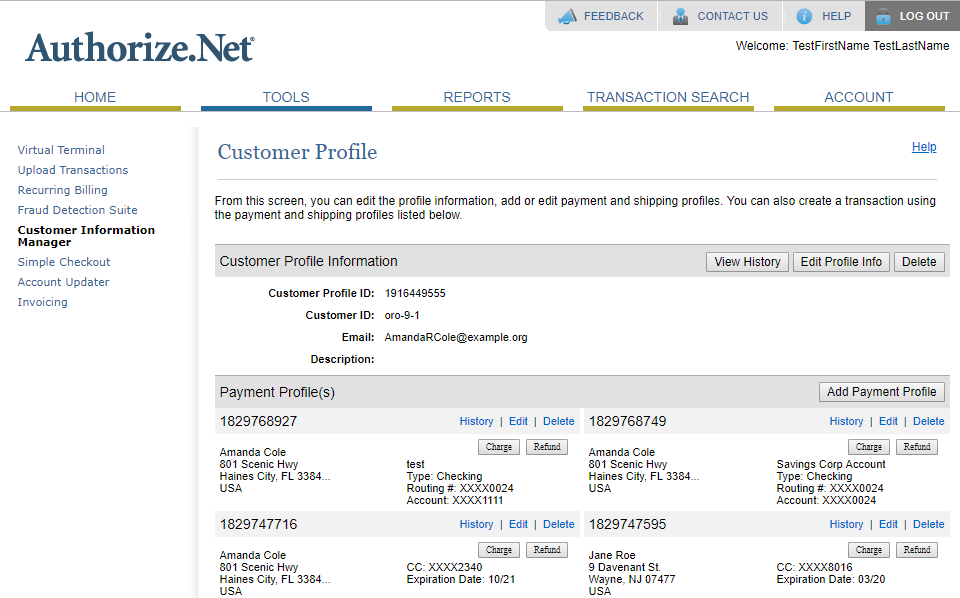 FEEDBACK CONTACT US HELP LOG OUT
Authorize.Net
Welcome: TestFirstName TestLastName
HOME TOOLS REPORTS TRANSACTION SEARCH ACCOUNT
Virtual Terminal
Upload Transactions
Recurring Billing
Fraud Detection Suite
Customer Information
Manager
Simple Checkout
Account Updater
Invoicing
Customer Profile
Help
From this screen, you can edit the profile information, add or edit payment and shipping profiles. You can also create a transaction using
the payment and shipping profiles listed below.
Customer Profile Information View History Edit Profile Info Delete
Customer Profile ID: 1916449555
Customer ID: oro-9-1
Email: AmandaRCole@example.org
Description:
Payment Profile(s) Add Payment Profile
1829768927 History | Edit | Delete
Charge Refund
Amanda Cole
801 Scenic Hwy
Haines City, FL 3384...
USA
test
Type: Checking
Routing #: XXXX0024
Account: XXXX1111
1829768749 History | Edit | Delete
Charge Refund
Amanda Cole
801 Scenic Hwy
Haines City, FL 3384...
USA
Savings Corp Account
Type: Checking
Routing #: XXXX0024
Account: XXXX0024
1829747716 History | Edit | Delete
Charge Refund
Amanda Cole
801 Scenic Hwy
Haines City, FL 3384...
USA
CC: XXXX2340
Expiration Date: 10/21
1829747595 History | Edit | Delete
Charge Refund
Jane Roe
9 Davenant St.
Wayne, NJ 07477
USA
CC: XXXX8016
Expiration Date: 03/20